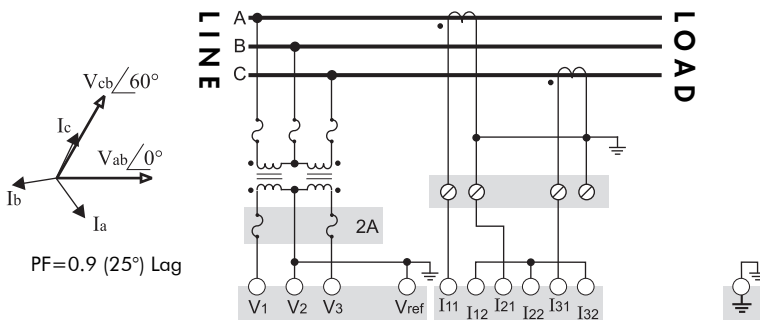 LINE
A
B
C
LOAD
Vcb/60°
Ic
Vab/0°
Ib
Ia
PF=0.9 (25°) Lag
2A
V1 V2 V3 Vref I11 I12 I21 I22 I31 I32